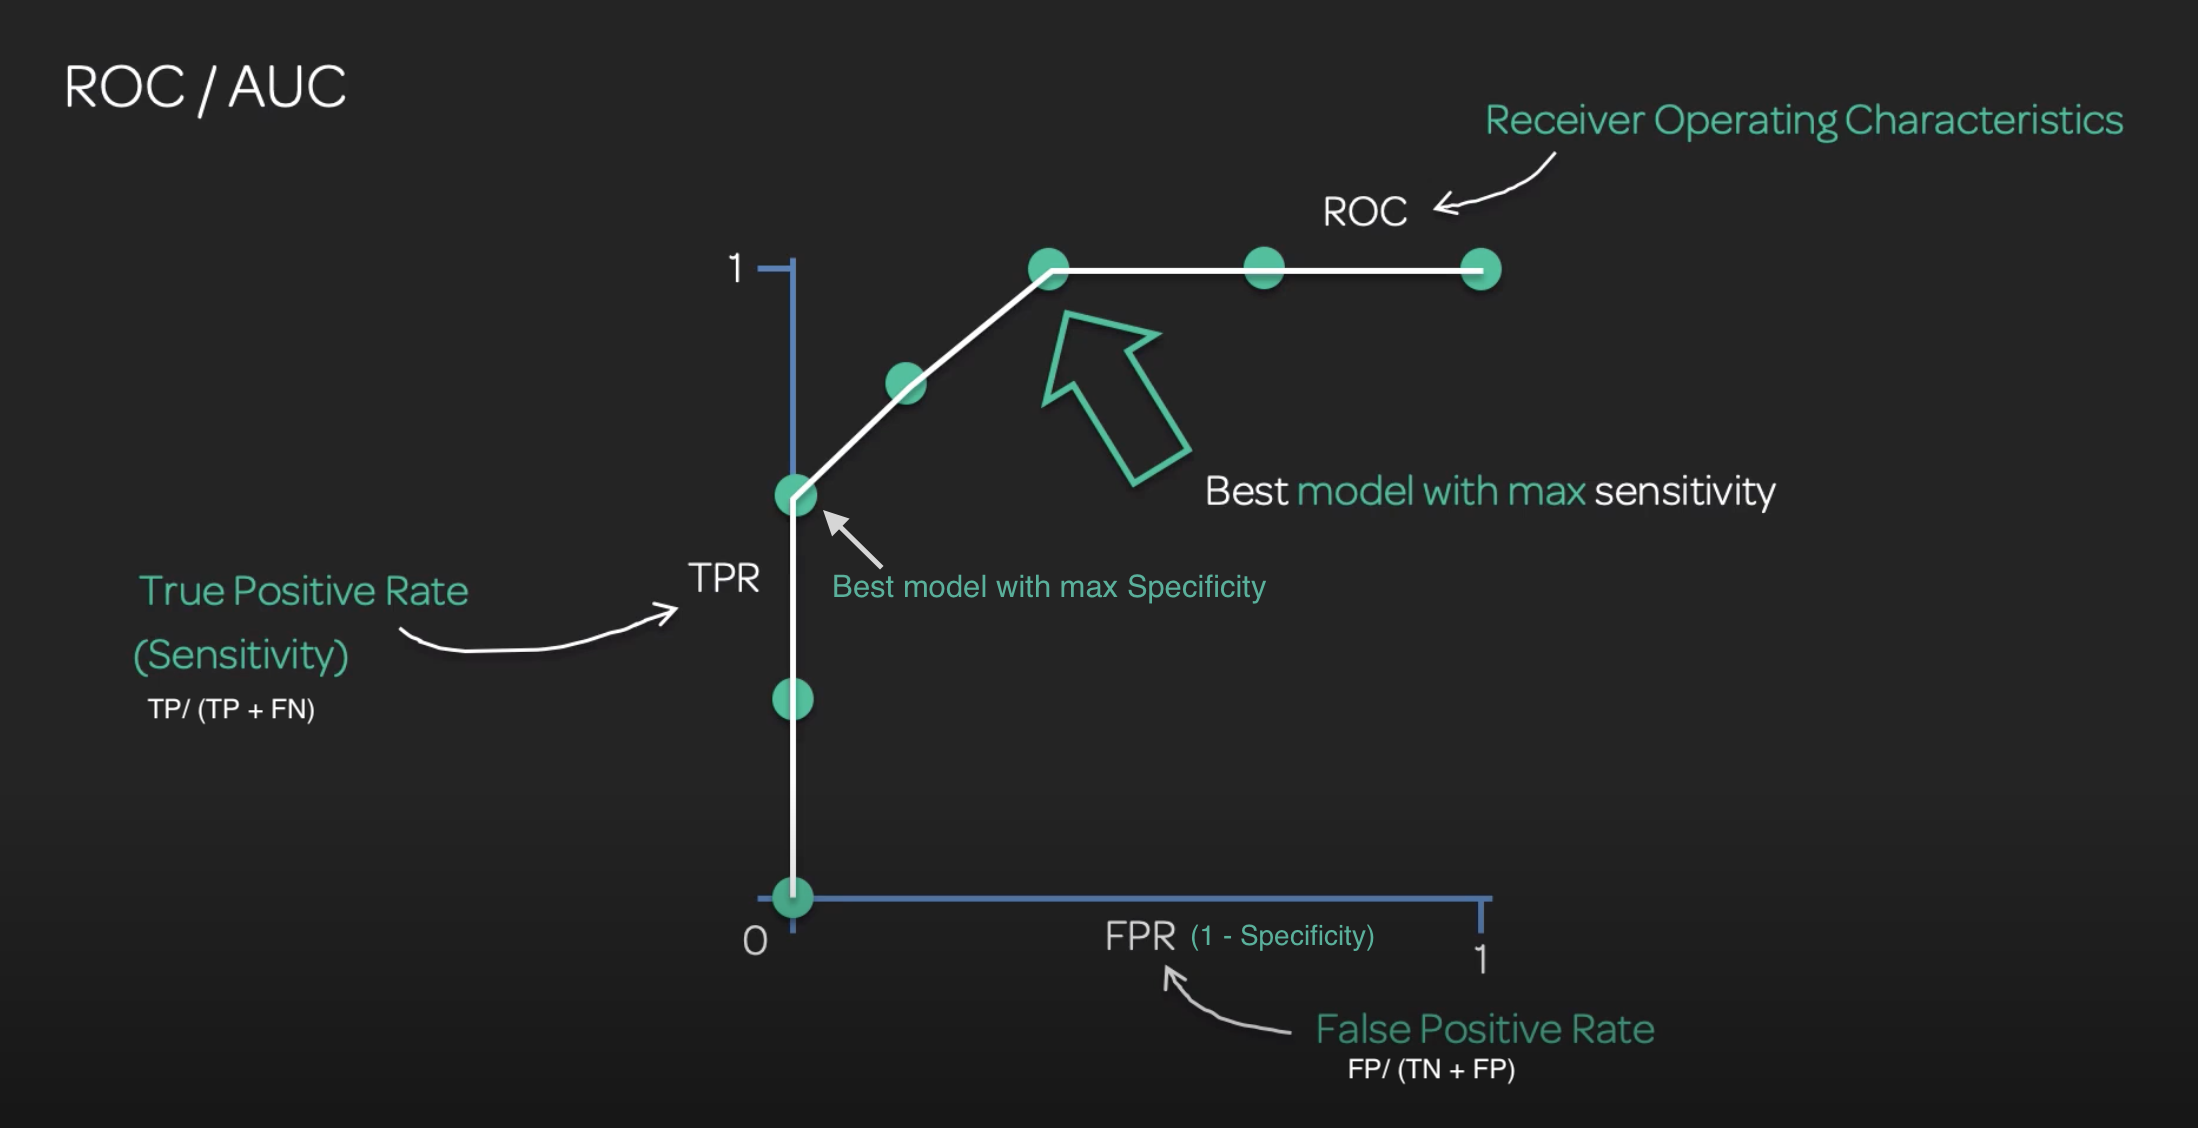 ROC / AUC
Receiver Operating Characteristics
ROC
1
Best model with max sensitivity
TPR
Best model with max Specificity
True Positive Rate
(Sensitivity)
TP/ (TP + FN)
0
FPR (1 - Specificity)
1
False Positive Rate
FP/ (TN + FP)